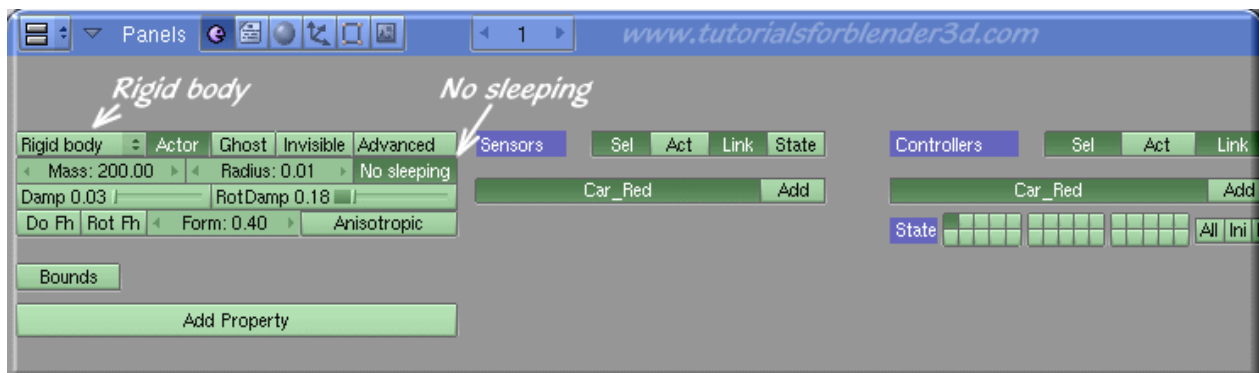 Panels 1 www.tutorialsforblender3d.com
Rigid body No sleeping
Rigid body Actor Ghost Invisible Advanced Sensors Sel Act Link State Controllers Sel Act Link
Mass: 200.00 Radius: 0.01 No sleeping
Car_Red Add Car_Red Add
Damp 0.03 RotDamp 0.18
Do Fh Rot Fh Form: 0.40 Anisotropic State All Ini
Bounds
Add Property